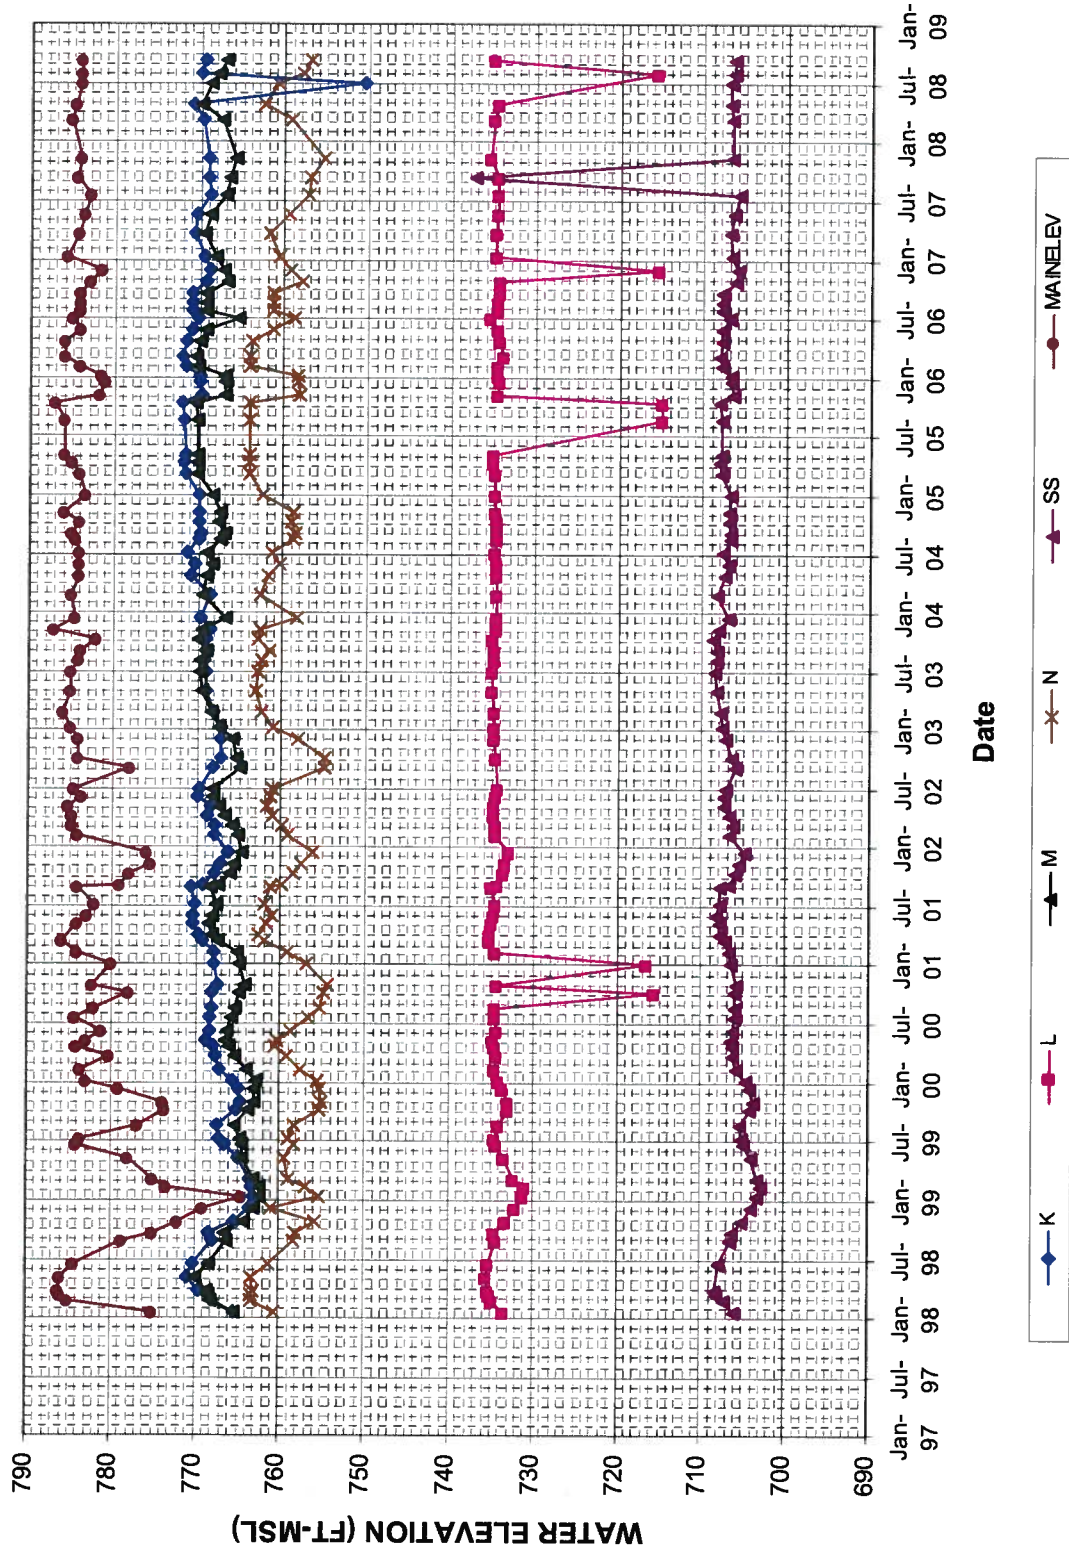 WATER ELEVATION (FT-MSL)
790
780
770
760
750
740
730
720
710
700
690
Jan-97
Jul-97
Jan-98
Jul-98
Jan-99
Jul-99
Jan-00
Jul-00
Jan-01
Jul-01
Jan-02
Jul-02
Jan-03
Jul-03
Jan-04
Jul-04
Jan-05
Jul-05
Jan-06
Jul-06
Jan-07
Jul-07
Jan-08
Jul-08
Jan-09
Date
K
L
M
N
SS
MAINELEV